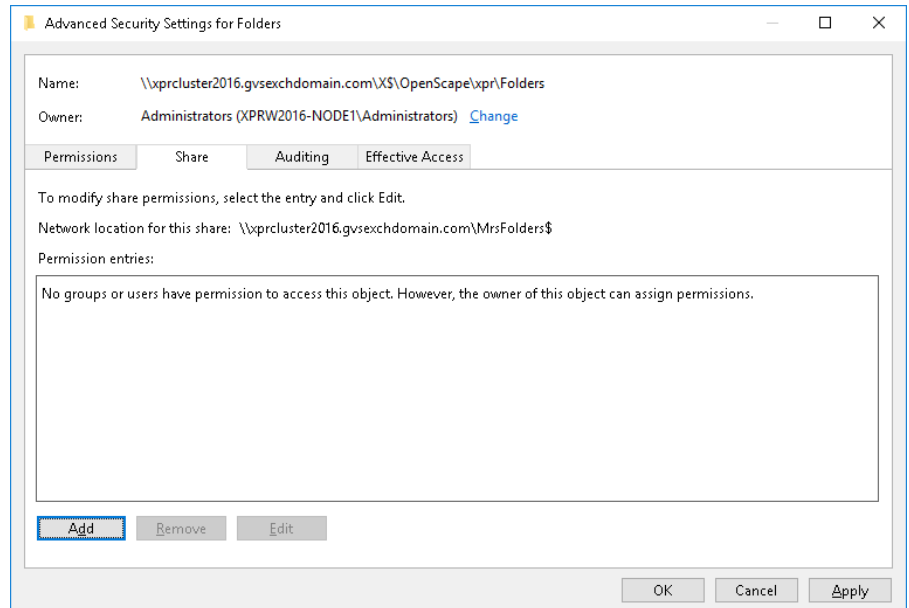 Advanced Security Settings for Folders
Name: \\xprcluster2016.gvsexchdomain.com\X$\OpenScape\xpr\Folders
Owner: Administrators (XPRW2016-NODE1\Administrators) Change
Permissions Share Auditing Effective Access
To modify share permissions, select the entry and click Edit.
Network location for this share: \\xprcluster2016.gvsexchdomain.com\MrsFolders$
Permission entries:
No groups or users have permission to access this object. However, the owner of this object can assign permissions.
Add Remove Edit
OK Cancel Apply